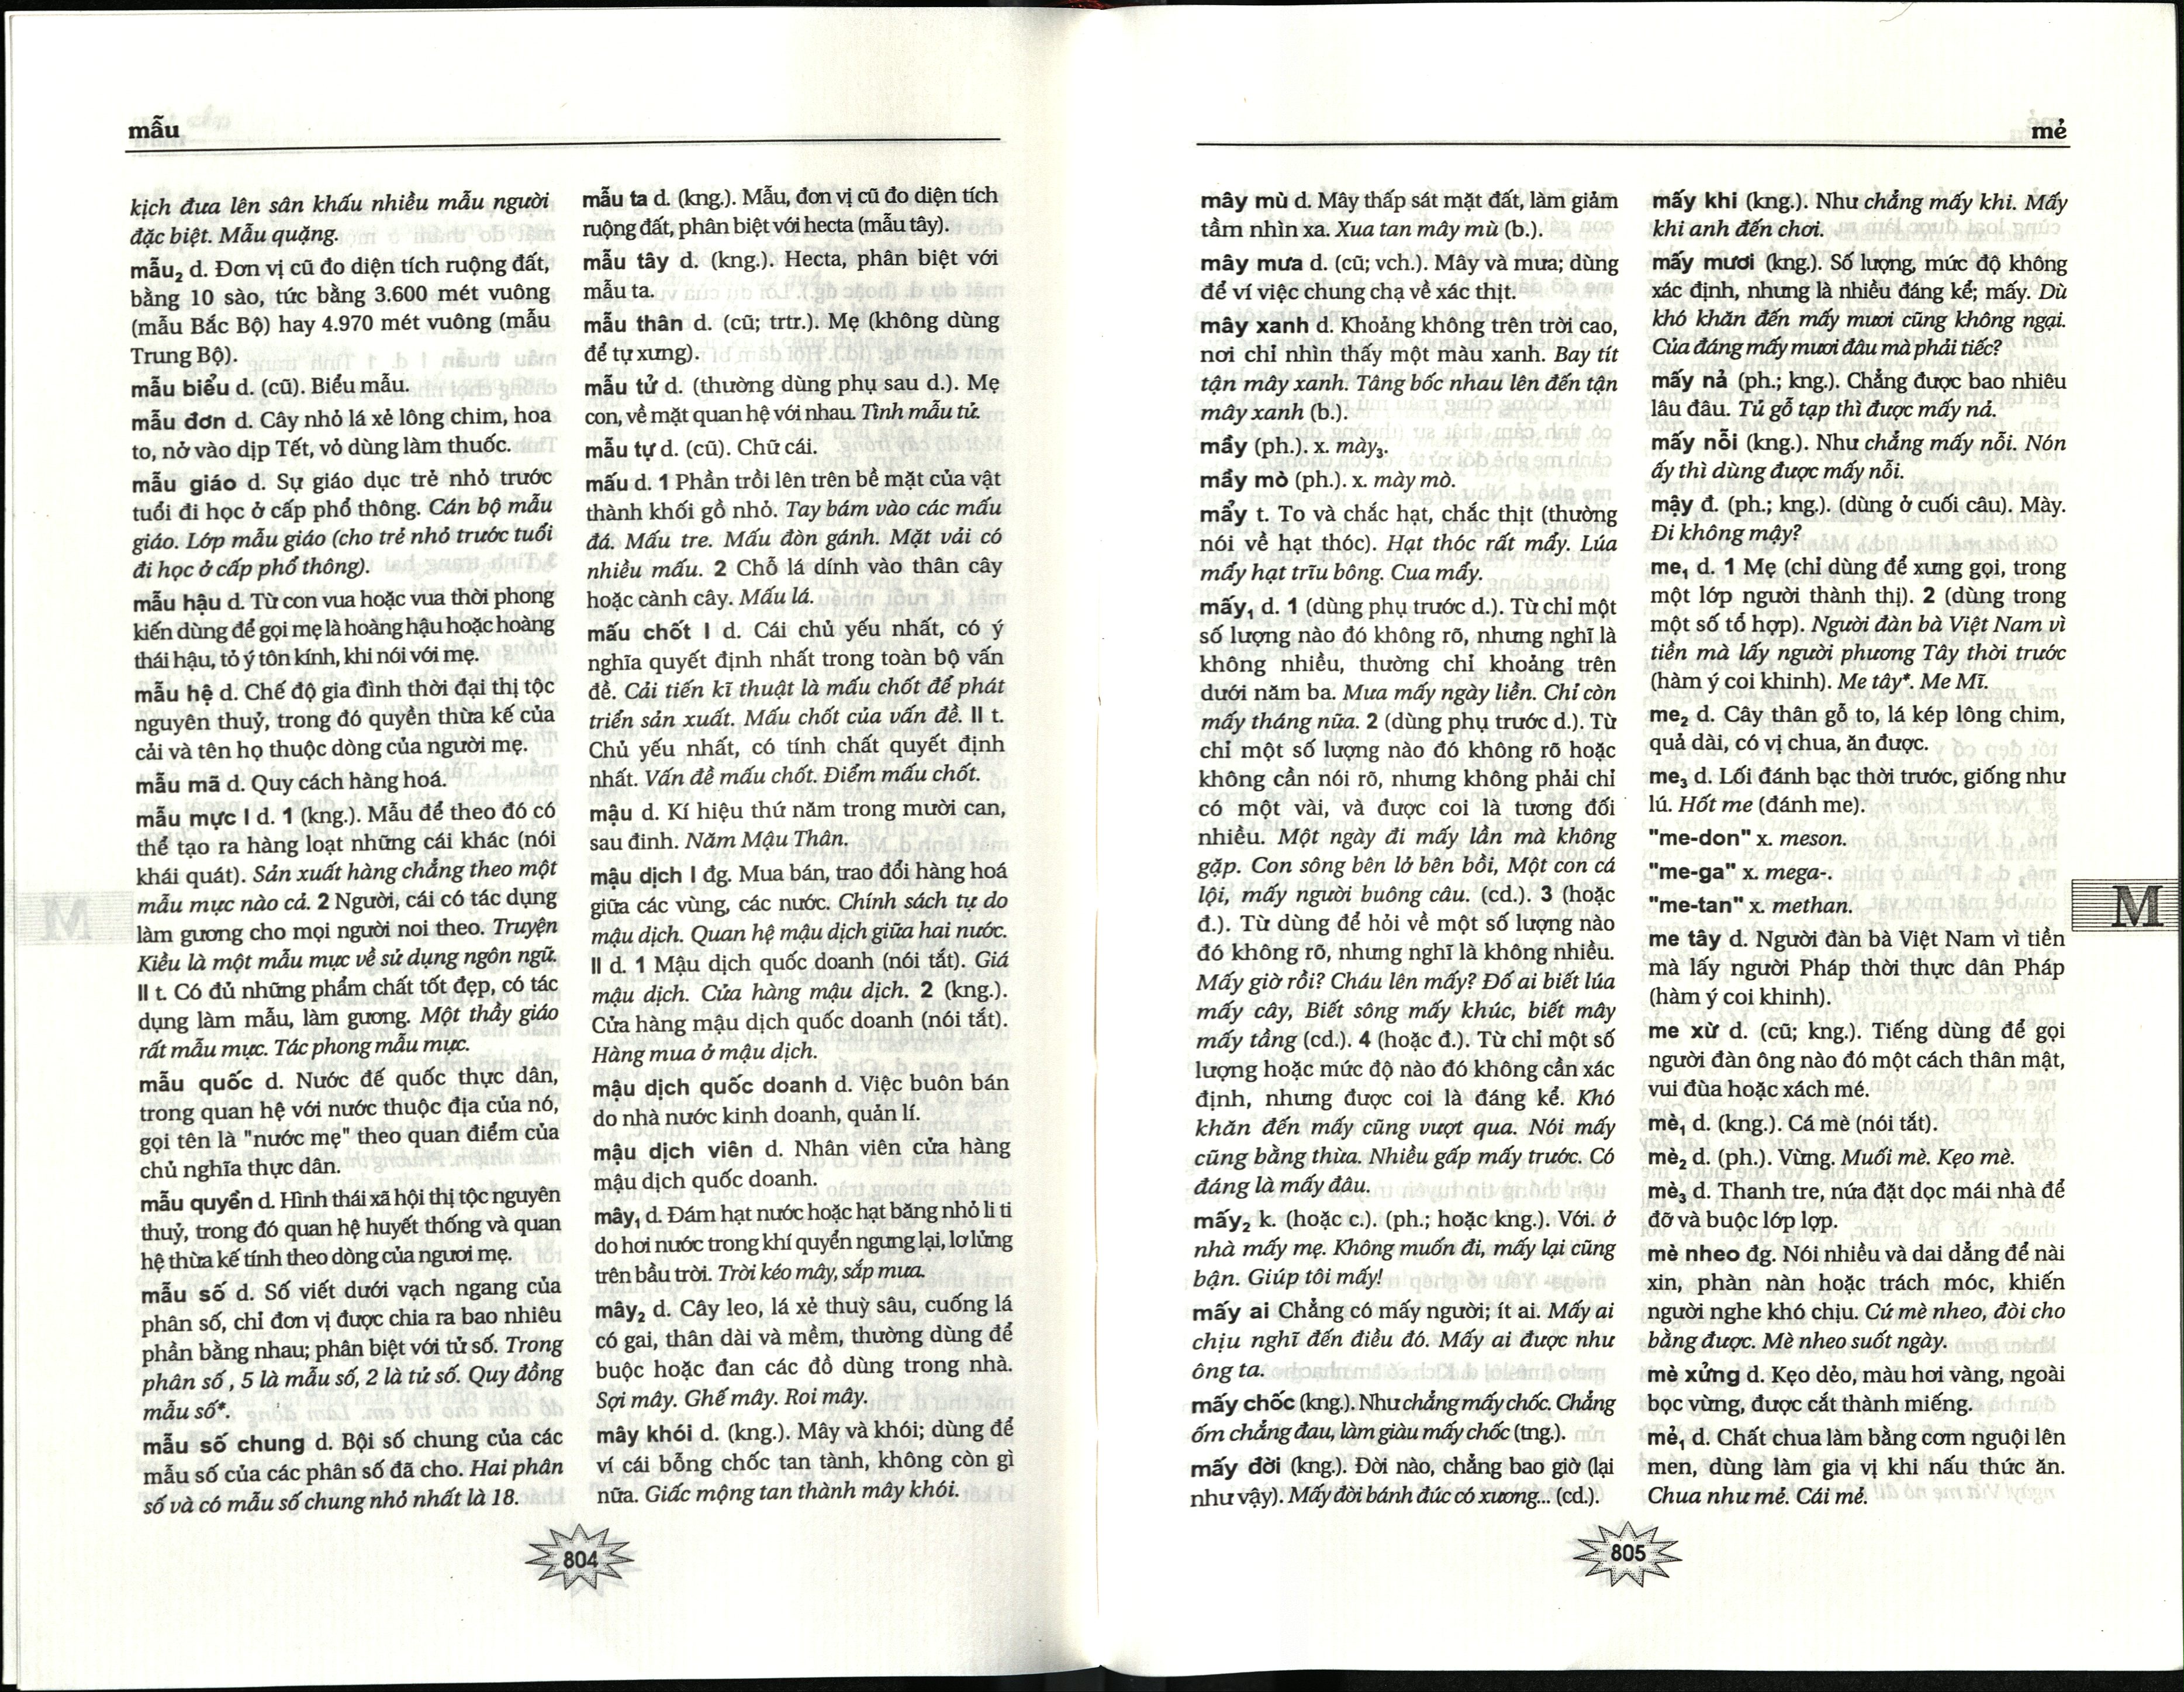 mẫu
kịch đưa lên sân khấu nhiều mẫu người
đặc biệt. Mẫu quặng.
mẫu₂ d. Đơn vị cũ đo diện tích ruộng đất,
bằng 10 sào, tức bằng 3.600 mét vuông
(mẫu Bắc Bộ) hay 4.970 mét vuông (mẫu
Trung Bộ).
mẫu biểu d. (cũ). Biểu mẫu.
mẫu đơn d. Cây nhỏ lá xẻ lông chim, hoa
to, nở vào dịp Tết, vỏ dùng làm thuốc.
mẫu giáo d. Sự giáo dục trẻ nhỏ trước
tuổi đi học ở cấp phổ thông. Cán bộ mẫu
giáo. Lớp mẫu giáo (cho trẻ nhỏ trước tuổi
đi học ở cấp phổ thông).
mẫu hậu d. Từ con vua hoặc vua thời phong
kiến dùng để gọi mẹ là hoàng hậu hoặc hoàng
thái hậu, tỏ ý tôn kính, khi nói với mẹ.
mẫu hệ d. Chế độ gia đình thời đại thị tộc
nguyên thuỷ, trong đó quyền thừa kế của
cải và tên họ thuộc dòng của người mẹ.
mẫu mã d. Quy cách hàng hoá.
mẫu mực I d. 1 (kng.). Mẫu để theo đó có
thể tạo ra hàng loạt những cái khác (nói
khái quát). Sản xuất hàng chẳng theo một
mẫu mực nào cả. 2 Người, cái có tác dụng
làm gương cho mọi người noi theo. Truyện
Kiều là một mẫu mực về sử dụng ngôn ngữ.
II t. Có đủ những phẩm chất tốt đẹp, có tác
dụng làm mẫu, làm gương. Một thầy giáo
rất mẫu mực. Tác phong mẫu mực.
mẫu quốc d. Nước đế quốc thực dân,
trong quan hệ với nước thuộc địa của nó,
gọi tên là "nước mẹ" theo quan điểm của
chủ nghĩa thực dân.
mẫu quyền d. Hình thái xã hội thị tộc nguyên
thuỷ, trong đó quan hệ huyết thống và quan
hệ thừa kế tính theo dòng của ngươi mẹ.
mẫu số d. Số viết dưới vạch ngang của
phân số, chỉ đơn vị được chia ra bao nhiêu
phần bằng nhau; phân biệt với tử số. Trong
phân số , 5 là mẫu số, 2 là tử số. Quy đồng
mẫu số*.
mẫu số chung d. Bội số chung của các
mẫu số của các phân số đã cho. Hai phân
số và có mẫu số chung nhỏ nhất là 18.
mẫu ta d. (kng.). Mẫu, đơn vị cũ đo diện tích
ruộng đất, phân biệt với hecta (mẫu tây).
mẫu tây d. (kng.). Hecta, phân biệt với
mẫu ta.
mẫu thân d. (cũ; trtr.). Mẹ (không dùng
để tự xưng).
mẫu tử d. (thường dùng phụ sau d.). Mẹ
con, về mặt quan hệ với nhau. Tình mẫu tử.
mẫu tự d. (cũ). Chữ cái.
mấu d. 1 Phần trồi lên trên bề mặt của vật
thành khối gồ nhỏ. Tay bám vào các mấu
đá. Mấu tre. Mấu đòn gánh. Mặt vải có
nhiều mấu. 2 Chỗ lá dính vào thân cây
hoặc cành cây. Mấu lá.
mấu chốt I d. Cái chủ yếu nhất, có ý
nghĩa quyết định nhất trong toàn bộ vấn
đề. Cải tiến kĩ thuật là mấu chốt để phát
triển sản xuất. Mấu chốt của vấn đề. II t.
Chủ yếu nhất, có tính chất quyết định
nhất. Vấn đề mấu chốt. Điểm mấu chốt.
mậu d. Kí hiệu thứ năm trong mười can,
sau đinh. Năm Mậu Thân.
mậu dịch I đg. Mua bán, trao đổi hàng hoá
giữa các vùng, các nước. Chính sách tự do
mậu dịch. Quan hệ mậu dịch giữa hai nước.
II d. 1 Mậu dịch quốc doanh (nói tắt). Giá
mậu dịch. Cửa hàng mậu dịch. 2 (kng.).
Cửa hàng mậu dịch quốc doanh (nói tắt).
Hàng mua ở mậu dịch.
mậu dịch quốc doanh d. Việc buôn bán
do nhà nước kinh doanh, quản lí.
mậu dịch viên d. Nhân viên cửa hàng
mậu dịch quốc doanh.
mây₁ d. Đám hạt nước hoặc hạt băng nhỏ li ti
do hơi nước trong khí quyển ngưng lại, lơ lửng
trên bầu trời. Trời kéo mây, sắp mưa.
mây₂ d. Cây leo, lá xẻ thuỳ sâu, cuống lá
có gai, thân dài và mềm, thường dùng để
buộc hoặc đan các đồ dùng trong nhà.
Sợi mây. Ghế mây. Roi mây.
mây khói d. (kng.). Mây và khói; dùng để
ví cái bỗng chốc tan tành, không còn gì
nữa. Giấc mộng tan thành mây khói.
804
mẻ
mây mù d. Mây thấp sát mặt đất, làm giảm
tầm nhìn xa. Xua tan mây mù (b.).
mây mưa d. (cũ; vch.). Mây và mưa; dùng
để ví việc chung chạ về xác thịt.
mây xanh d. Khoảng không trên trời cao,
nơi chỉ nhìn thấy một màu xanh. Bay tít
tận mây xanh. Tâng bốc nhau lên đến tận
mây xanh (b.).
mầy (ph.). x. mày₃.
mầy mò (ph.). x. mày mò.
mẩy t. To và chắc hạt, chắc thịt (thường
nói về hạt thóc). Hạt thóc rất mẩy. Lúa
mẩy hạt trĩu bông. Cua mẩy.
mấy₁ d. 1 (dùng phụ trước d.). Từ chỉ một
số lượng nào đó không rõ, nhưng nghĩ là
không nhiều, thường chỉ khoảng trên
dưới năm ba. Mua mấy ngày liền. Chỉ còn
mấy tháng nữa. 2 (dùng phụ trước d.). Từ
chỉ một số lượng nào đó không rõ hoặc
không cần nói rõ, nhưng không phải chỉ
có một vài, và được coi là tương đối
nhiều. Một ngày đi mấy lần mà không
gặp. Con sông bên lở bên bồi, Một con cá
lội, mấy người buông câu. (cd.). 3 (hoặc
đ.). Từ dùng để hỏi về một số lượng nào
đó không rõ, nhưng nghĩ là không nhiều.
Mấy giờ rồi? Cháu lên mấy? Đố ai biết lúa
mấy cây, Biết sông mấy khúc, biết mây
mấy tầng (cd.). 4 (hoặc đ.). Từ chỉ một số
lượng hoặc mức độ nào đó không cần xác
định, nhưng được coi là đáng kể. Khó
khăn đến mấy cũng vượt qua. Nói mấy
cũng bằng thừa. Nhiều gấp mấy trước. Có
đáng là mấy đâu.
mấy₂ k. (hoặc c.). (ph.; hoặc kng.). Với. ở
nhà mấy mẹ. Không muốn đi, mấy lại cũng
bận. Giúp tôi mấy!
mấy ai Chẳng có mấy người; ít ai. Mấy ai
chịu nghĩ đến điều đó. Mấy ai được như
ông ta.
mấy chốc (kng.). Như chẳng mấy chốc. Chẳng
ốm chẳng đau, làm giàu mấy chốc (tng.).
mấy đời (kng.). Đời nào, chẳng bao giờ (lại
như vậy). Mấy đời bánh đúc có xương... (cd.).
mấy khi (kng.). Như chẳng mấy khi. Mấy
khi anh đến chơi.
mấy mươi (kng.). Số lượng, mức độ không
xác định, nhưng là nhiều đáng kể; mấy. Dù
khó khăn đến mấy mươi cũng không ngại.
Của đáng mấy mươi đâu mà phải tiếc?
mấy nả (ph.; kng.). Chẳng được bao nhiêu
lâu đâu. Tủ gỗ tạp thì được mấy nả.
mấy nỗi (kng.). Như chẳng mấy nỗi. Nón
ấy thì dùng được mấy nỗi.
mậy đ. (ph.; kng.). (dùng ở cuối câu). Mày.
Đi không mậy?
me₁ d. 1 Mẹ (chỉ dùng để xưng gọi, trong
một lớp người thành thị). 2 (dùng trong
một số tổ hợp). Người đàn bà Việt Nam vì
tiền mà lấy người phương Tây thời trước
(hàm ý coi khinh). Me tây*. Me Mĩ.
me₂ d. Cây thân gỗ to, lá kép lông chim,
quả dài, có vị chua, ăn được.
me₃ d. Lối đánh bạc thời trước, giống như
lú. Hốt me (đánh me).
"me-don" x. meson.
"me-ga" x. mega-.
"me-tan" x. methan.
me tây d. Người đàn bà Việt Nam vì tiền
mà lấy người Pháp thời thực dân Pháp
(hàm ý coi khinh).
me xừ d. (cũ; kng.). Tiếng dùng để gọi
người đàn ông nào đó một cách thân mật,
vui đùa hoặc xách mé.
mè₁ d. (kng.). Cá mè (nói tắt).
mè₂ d. (ph.). Vừng. Muối mè. Kẹo mè.
mè₃ d. Thanh tre, nứa đặt dọc mái nhà để
đỡ và buộc lớp lợp.
mè nheo đg. Nói nhiều và dai dẳng để nài
xin, phàn nàn hoặc trách móc, khiến
người nghe khó chịu. Cứ mè nheo, đòi cho
bằng được. Mè nheo suốt ngày.
mè xửng d. Kẹo dẻo, màu hơi vàng, ngoài
bọc vừng, được cắt thành miếng.
mẻ₁ d. Chất chua làm bằng cơm nguội lên
men, dùng làm gia vị khi nấu thức ăn.
Chua như mẻ. Cái mẻ.
M
805